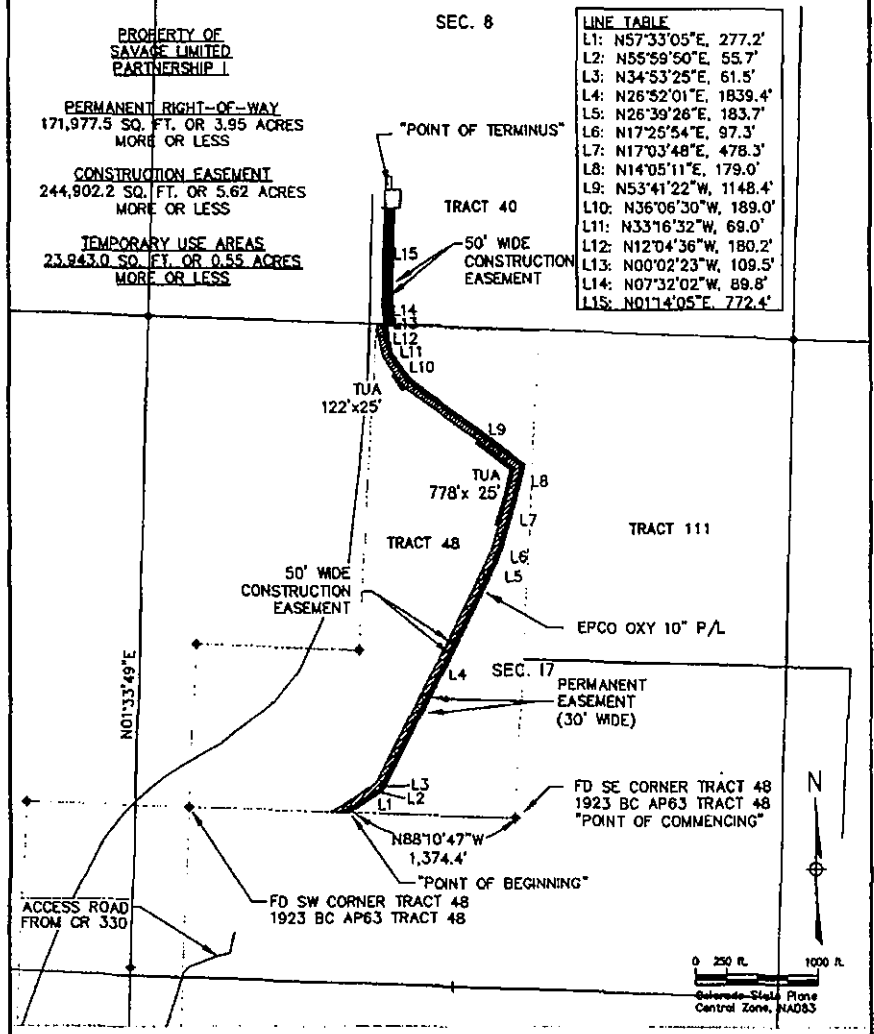 SEC. 8
PROPERTY OF
SAVAGE LIMITED
PARTNERSHIP I
PERMANENT RIGHT-OF-WAY
171,977.5 SQ. FT. OR 3.95 ACRES
MORE OR LESS
CONSTRUCTION EASEMENT
244,902.2 SQ. FT. OR 5.62 ACRES
MORE OR LESS
TEMPORARY USE AREAS
23,943.0 SQ. FT. OR 0.55 ACRES
MORE OR LESS
LINE TABLE
L1: N57°33'05"E, 277.2'
L2: N55°59'50"E, 55.7'
L3: N34°53'25"E, 61.5'
L4: N26°52'01"E, 1839.4'
L5: N26°39'26"E, 183.7'
L6: N17°25'54"E, 97.3'
L7: N17°03'48"E, 478.3'
L8: N14°05'11"E, 179.0'
L9: N53°41'22"W, 1148.4'
L10: N36°06'30"W, 189.0'
L11: N33°16'32"W, 69.0'
L12: N12°04'36"W, 180.2'
L13: N00°02'23"W, 109.5'
L14: N07°32'02"W, 89.8'
L15: N01°14'05"E, 772.4'
"POINT OF TERMINUS"
TRACT 40
L15
50' WIDE
CONSTRUCTION
EASEMENT
L14
L13
L12
L11
L10
TUA
122'x25'
L9
TUA
778'x 25'
L8
L7
TRACT 48
TRACT 111
L6
L5
50' WIDE
CONSTRUCTION
EASEMENT
EPCO OXY 10" P/L
L4
SEC. 17
PERMANENT
EASEMENT
(30' WIDE)
N01°33'49"E
L3
L2
L1
FD SE CORNER TRACT 48
1923 BC AP63 TRACT 48
"POINT OF COMMENCING"
N
N88°10'47"W
1,374.4'
"POINT OF BEGINNING"
FD SW CORNER TRACT 48
1923 BC AP63 TRACT 48
ACCESS ROAD
FROM CR 330
0 250 ft. 1000 ft.
Colorado State Plane
Central Zone, NAD83